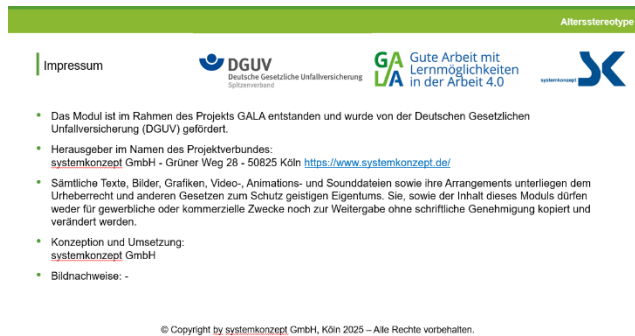 Altersstereotype
Impressum
DGUV
Deutsche Gesetzliche Unfallversicherung
Spitzenverband
GALA
Gute Arbeit mit
Lernmöglichkeiten
in der Arbeit 4.0
systemkonzept
• Das Modul ist im Rahmen des Projekts GALA entstanden und wurde von der Deutschen Gesetzlichen
Unfallversicherung (DGUV) gefördert.
• Herausgeber im Namen des Projektverbundes:
systemkonzept GmbH - Grüner Weg 28 - 50825 Köln https://www.systemkonzept.de/
• Sämtliche Texte, Bilder, Grafiken, Video-, Animations- und Sounddateien sowie ihre Arrangements unterliegen dem
Urheberrecht und anderen Gesetzen zum Schutz geistigen Eigentums. Sie, sowie der Inhalt dieses Moduls dürfen
weder für gewerbliche oder kommerzielle Zwecke noch zur Weitergabe ohne schriftliche Genehmigung kopiert und
verändert werden.
• Konzeption und Umsetzung:
systemkonzept GmbH
• Bildnachweise: -
© Copyright by systemkonzept GmbH, Köln 2025 – Alle Rechte vorbehalten.